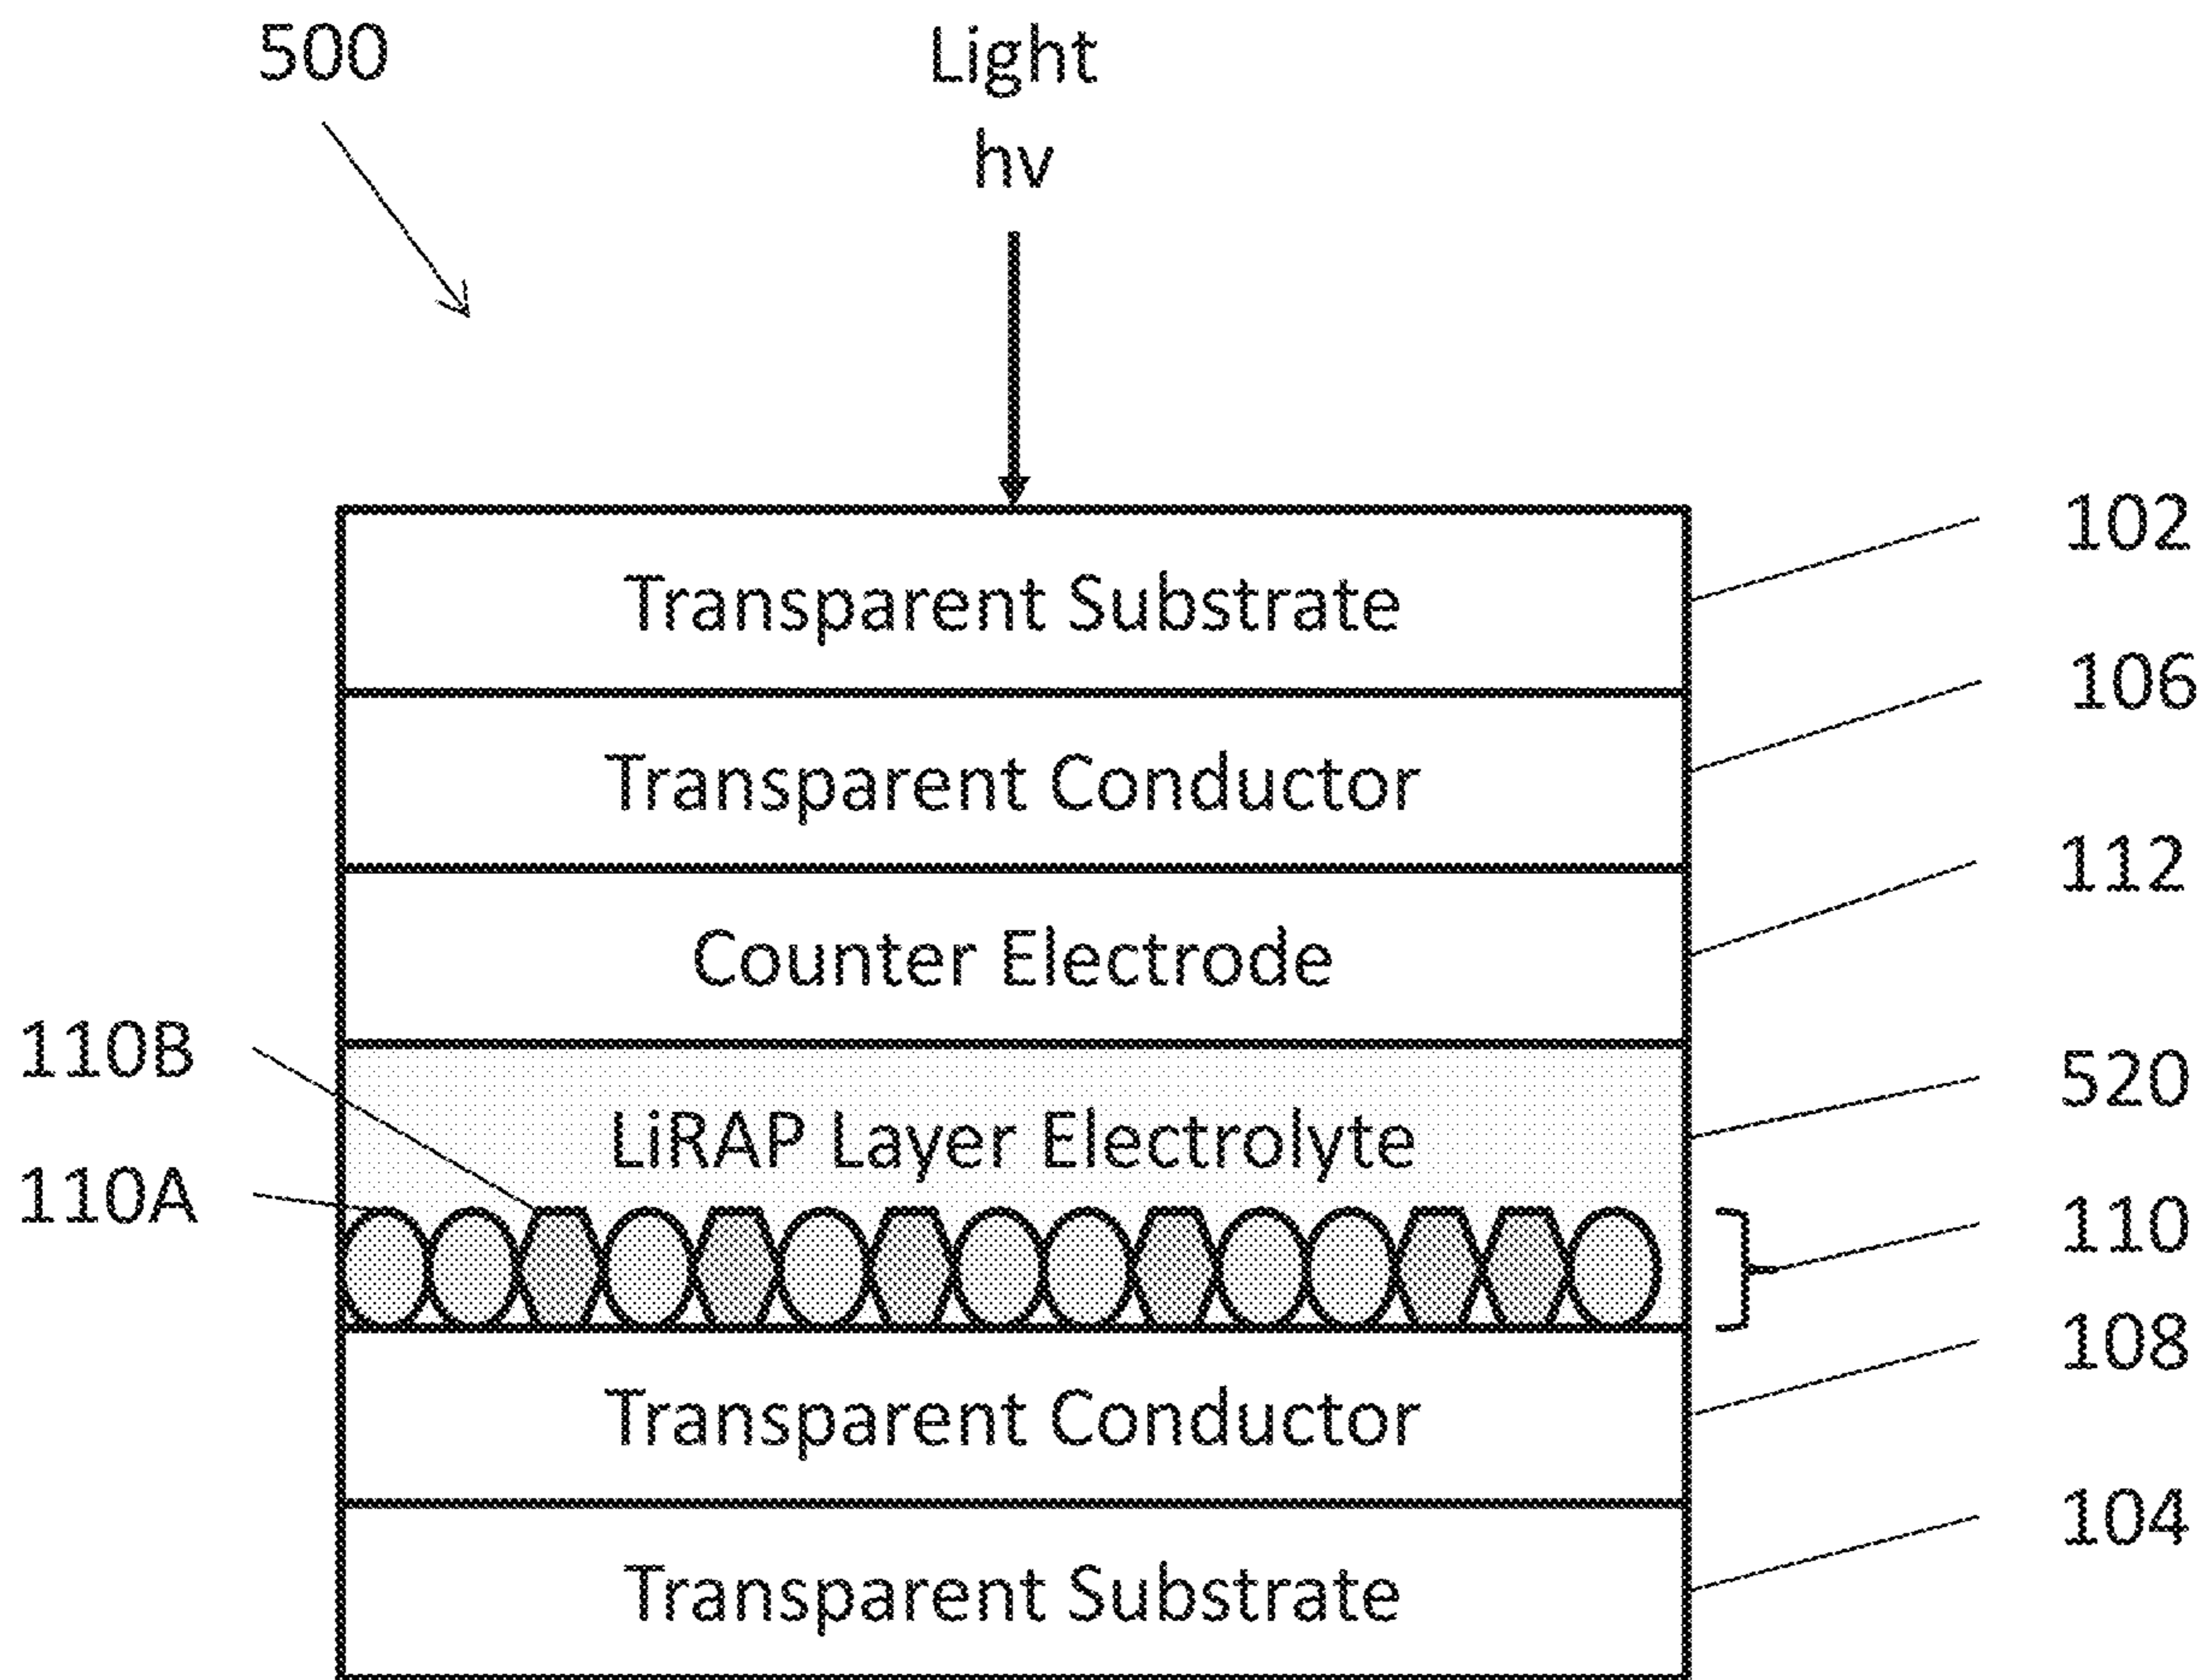 500
Light
hv
102
Transparent Substrate
106
Transparent Conductor
112
Counter Electrode
110B
520
LiRAP Layer Electrolyte
110A
110
108
Transparent Conductor
104
Transparent Substrate